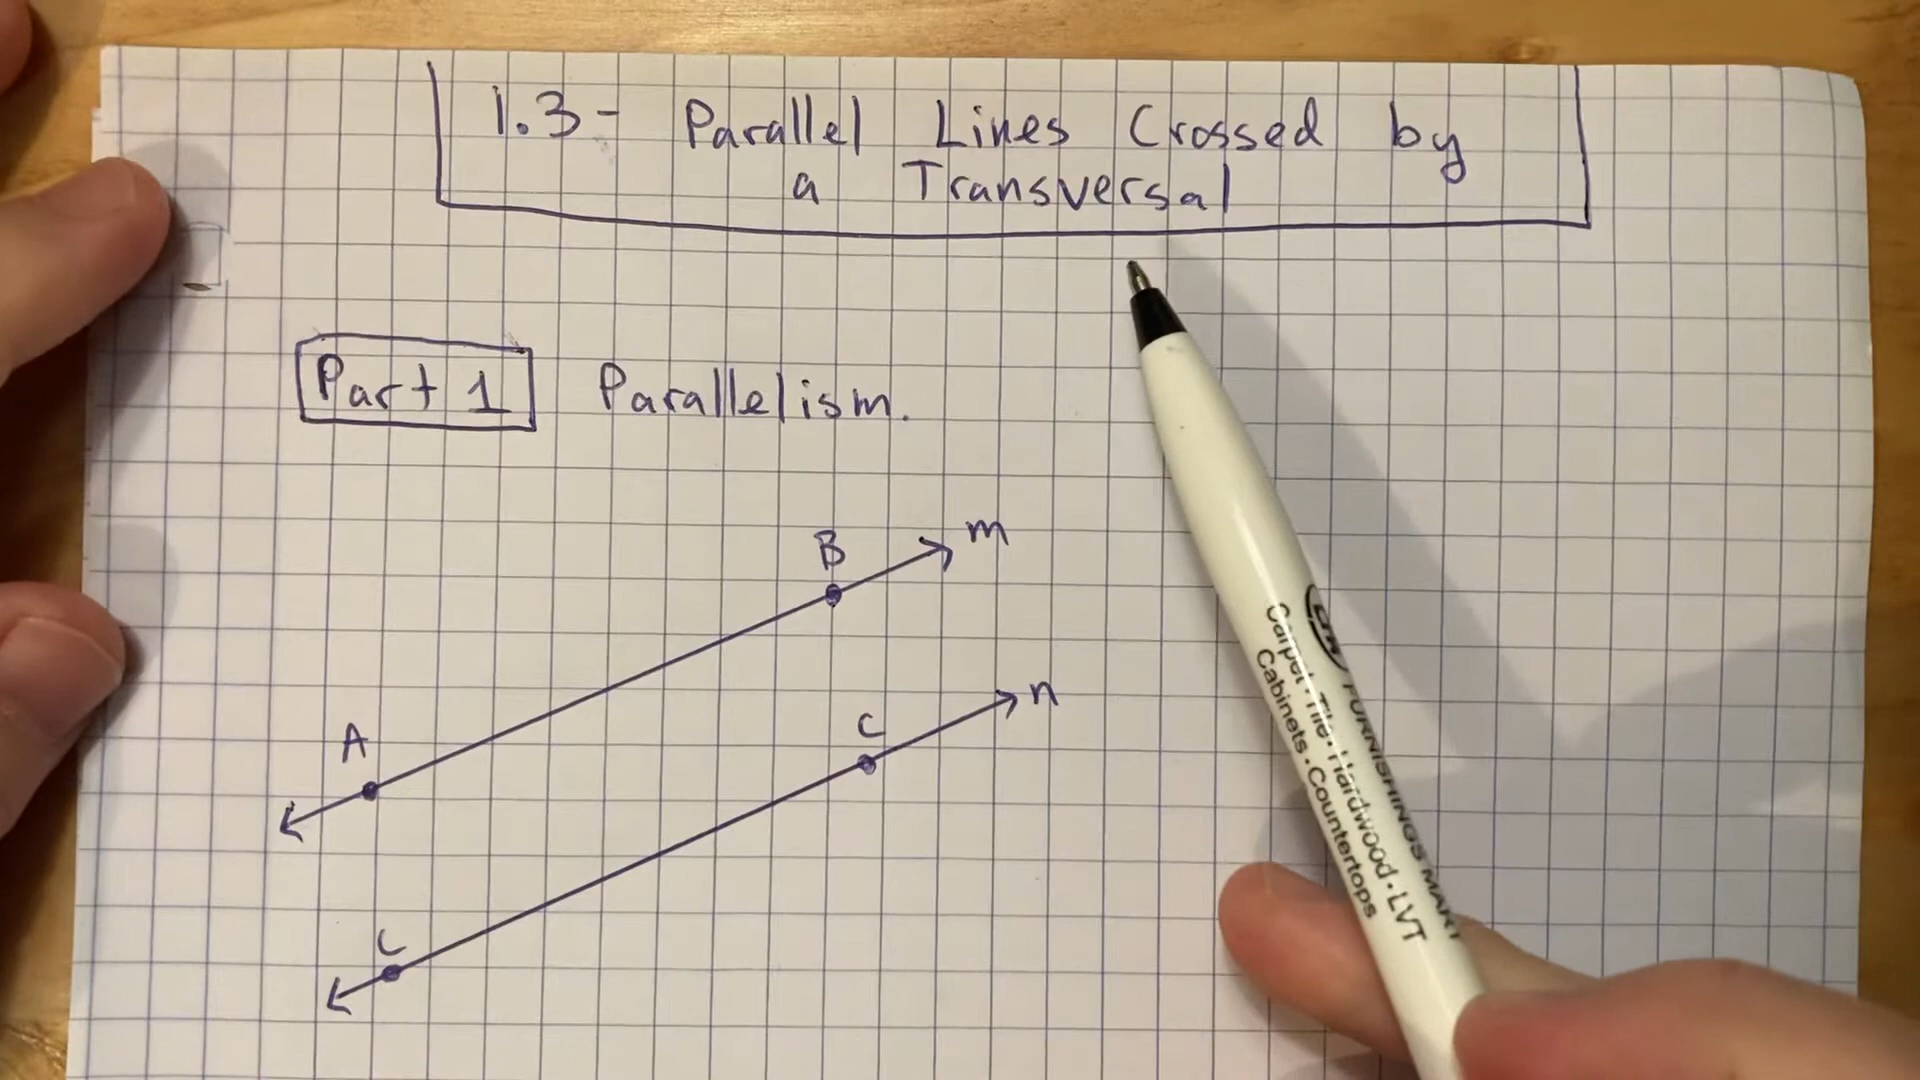 1.3- Parallel Lines Crossed by
a Transversal
Part 1 Parallelism.
B
m
n
C
A
C
FURNISHINGS MART
Carpet · Tile · Hardwood · LVT
Cabinets · Countertops